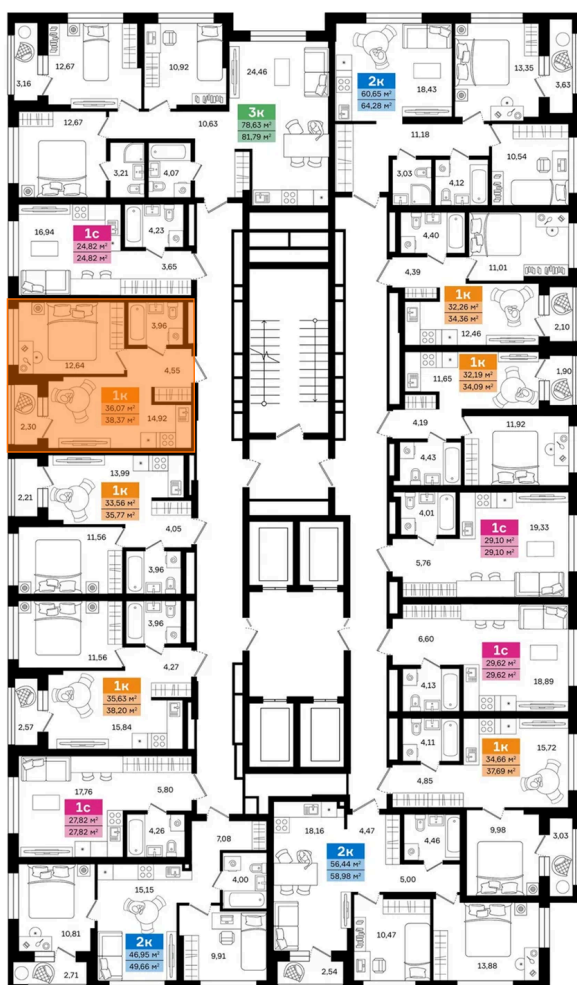 3,16
12,67
10,92
24,46
3к
78,63 м²
81,79 м²
12,67
10,63
3,21
4,07
2к
60,65 м²
64,28 м²
18,43
13,35
3,63
11,18
3,03
4,12
10,54
16,94
1с
24,82 м²
24,82 м²
4,23
3,65
4,40
4,39
11,01
1к
32,26 м²
34,36 м²
12,46
2,10
3,96
12,64
4,55
1к
36,07 м²
38,37 м²
14,92
2,30
11,65
1к
32,19 м²
34,09 м²
1,90
4,19
11,92
4,43
13,99
2,21
1к
33,56 м²
35,77 м²
4,05
11,56
3,96
4,01
19,33
1с
29,10 м²
29,10 м²
5,76
3,96
11,56
4,27
1к
35,63 м²
38,20 м²
2,57
15,84
6,60
1с
29,62 м²
29,62 м²
4,13
18,89
4,11
1к
34,66 м²
37,69 м²
15,72
4,85
17,76
5,80
1с
27,82 м²
27,82 м²
4,26
7,08
18,16
4,47
2к
56,44 м²
58,98 м²
4,46
5,00
9,98
3,03
4,00
15,15
10,81
2к
46,95 м²
49,66 м²
2,71
9,91
2,54
10,47
13,88